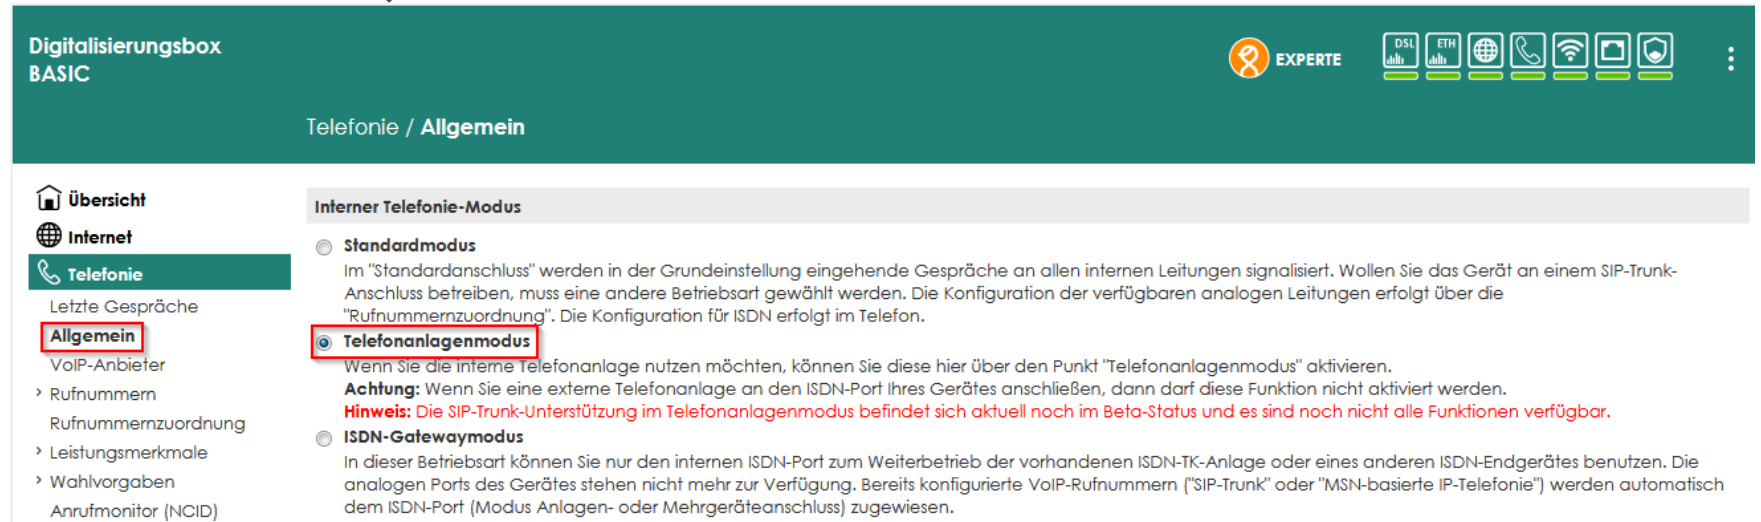 Digitalisierungsbox
BASIC
EXPERTE
DSL
ETH
Telefonie / Allgemein
Übersicht
Internet
Telefonie
Letzte Gespräche
Allgemein
VoIP-Anbieter
Rufnummern
Rufnummernzuordnung
Leistungsmerkmale
Wahlvorgaben
Anrufmonitor (NCID)
Interner Telefonie-Modus
Standardmodus
Im "Standardanschluss" werden in der Grundeinstellung eingehende Gespräche an allen internen Leitungen signalisiert. Wollen Sie das Gerät an einem SIP-Trunk-
Anschluss betreiben, muss eine andere Betriebsart gewählt werden. Die Konfiguration der verfügbaren analogen Leitungen erfolgt über die
"Rufnummernzuordnung". Die Konfiguration für ISDN erfolgt im Telefon.
Telefonanlagenmodus
Wenn Sie die interne Telefonanlage nutzen möchten, können Sie diese hier über den Punkt "Telefonanlagenmodus" aktivieren.
Achtung: Wenn Sie eine externe Telefonanlage an den ISDN-Port Ihres Gerätes anschließen, dann darf diese Funktion nicht aktiviert werden.
Hinweis: Die SIP-Trunk-Unterstützung im Telefonanlagenmodus befindet sich aktuell noch im Beta-Status und es sind noch nicht alle Funktionen verfügbar.
ISDN-Gatewaymodus
In dieser Betriebsart können Sie nur den internen ISDN-Port zum Weiterbetrieb der vorhandenen ISDN-TK-Anlage oder eines anderen ISDN-Endgerätes benutzen. Die
analogen Ports des Gerätes stehen nicht mehr zur Verfügung. Bereits konfigurierte VoIP-Rufnummern ("SIP-Trunk" oder "MSN-basierte IP-Telefonie") werden automatisch
dem ISDN-Port (Modus Anlagen- oder Mehrgeräteanschluss) zugewiesen.